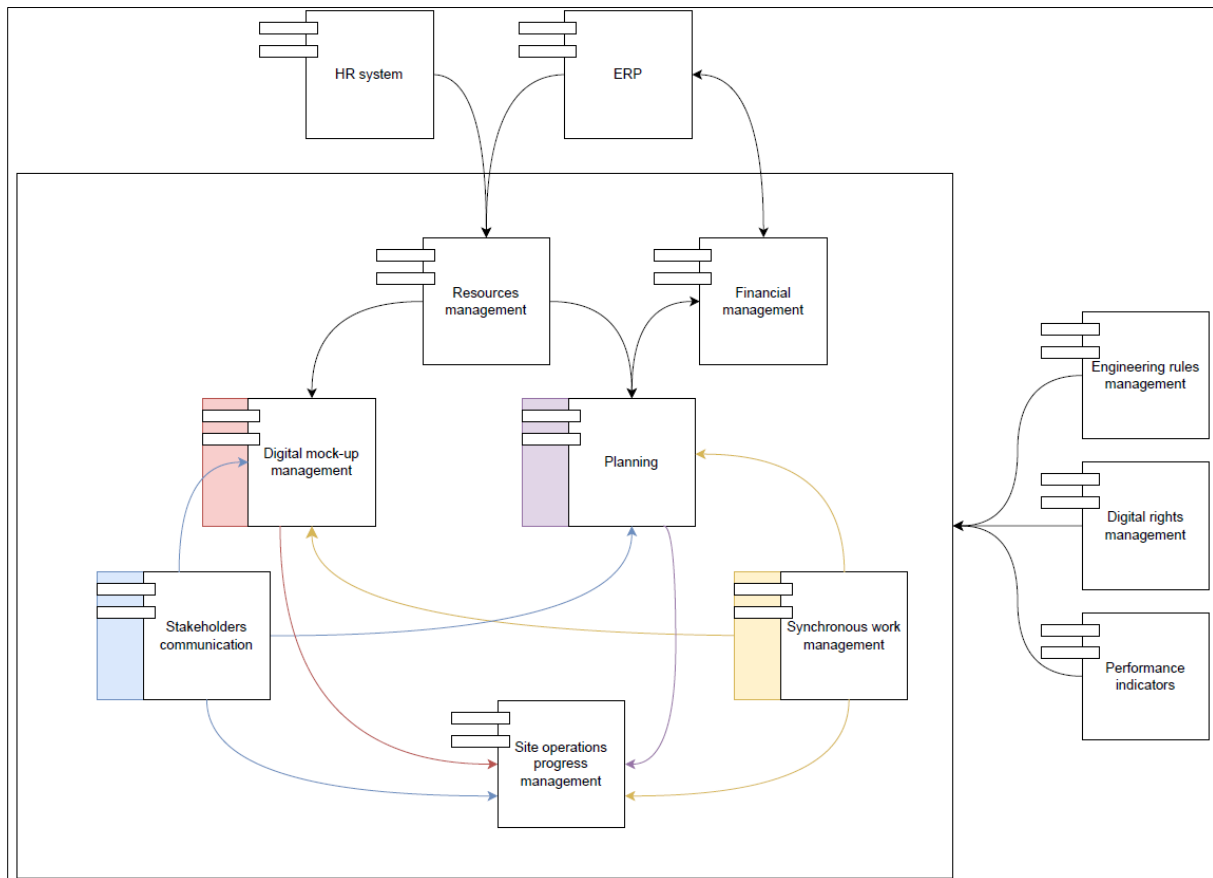 HR system
ERP
Resources
management
Financial
management
Engineering rules
management
Digital mock-up
management
Planning
Digital rights
management
Stakeholders
communication
Synchronous work
management
Performance
indicators
Site operations
progress
management